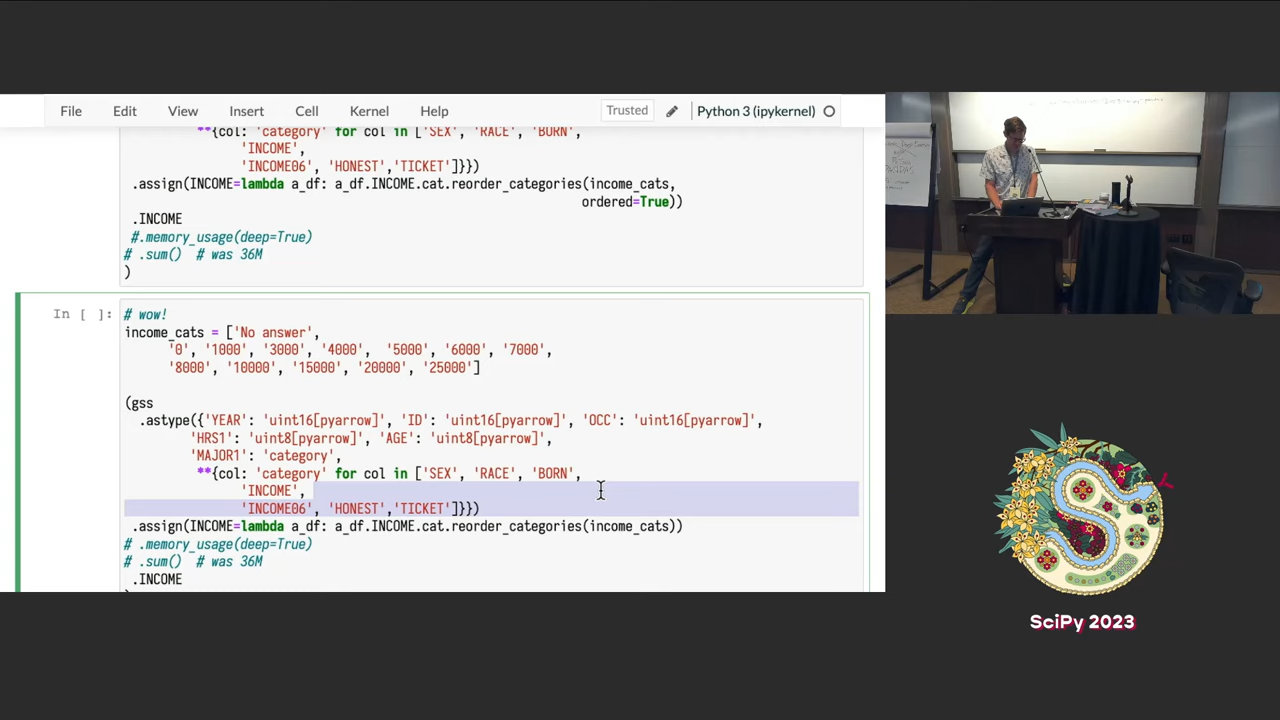 File Edit View Insert Cell Kernel Help Trusted Python 3 (ipykernel)
**{col: 'category' for col in ['SEX', 'RACE', 'BORN',
'INCOME',
'INCOME06', 'HONEST','TICKET']}})
.assign(INCOME=lambda a_df: a_df.INCOME.cat.reorder_categories(income_cats,
ordered=True))
.INCOME
#.memory_usage(deep=True)
# .sum()  # was 36M
)
In [ ]:
# wow!
income_cats = ['No answer',
'0', '1000', '3000', '4000',  '5000', '6000', '7000',
'8000', '10000', '15000', '20000', '25000']
(gss
.astype({'YEAR': 'uint16[pyarrow]', 'ID': 'uint16[pyarrow]', 'OCC': 'uint16[pyarrow]',
'HRS1': 'uint8[pyarrow]', 'AGE': 'uint8[pyarrow]',
'MAJOR1': 'category',
**{col: 'category' for col in ['SEX', 'RACE', 'BORN',
'INCOME',
'INCOME06', 'HONEST','TICKET']}})
.assign(INCOME=lambda a_df: a_df.INCOME.cat.reorder_categories(income_cats))
# .memory_usage(deep=True)
# .sum()  # was 36M
.INCOME
SciPy 2023